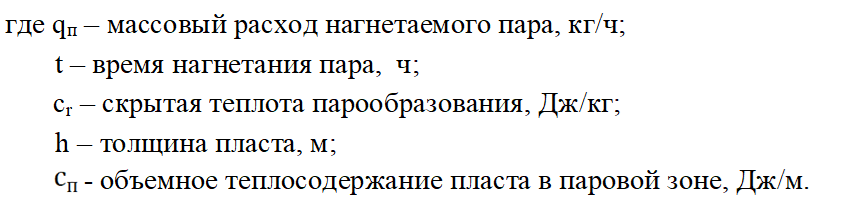 где qп – массовый расход нагнетаемого пара, кг/ч;
t – время нагнетания пара, ч;
cr – скрытая теплота парообразования, Дж/кг;
h – толщина пласта, м;
cп - объемное теплосодержание пласта в паровой зоне, Дж/м.